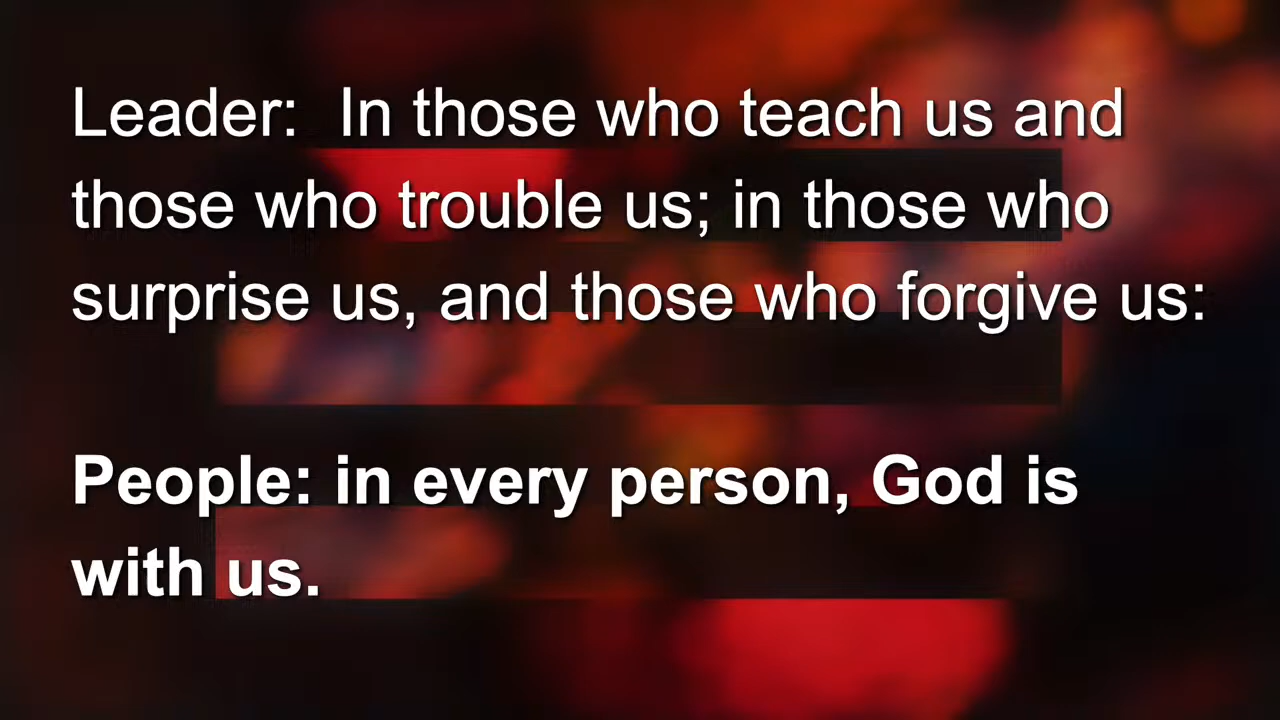 Leader:  In those who teach us and
those who trouble us; in those who
surprise us, and those who forgive us:
People: in every person, God is
with us.